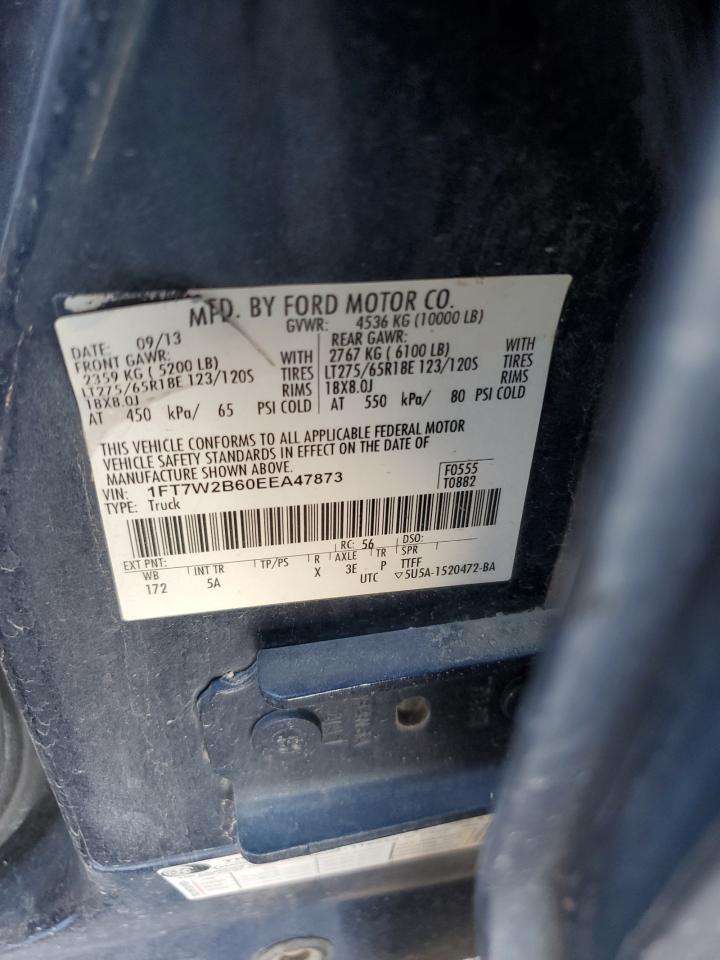 MFD. BY FORD MOTOR CO.
DATE: 09/13 GVWR: 4536 KG (10000 LB)
FRONT GAWR: REAR GAWR:
2359 KG ( 5200 LB) WITH 2767 KG ( 6100 LB) WITH
LT275/65R18E 123/120S TIRES LT275/65R18E 123/120S TIRES
18X8.0J RIMS 18X8.0J RIMS
AT 450 kPa/ 65 PSI COLD AT 550 kPa/ 80 PSI COLD
THIS VEHICLE CONFORMS TO ALL APPLICABLE FEDERAL MOTOR
VEHICLE SAFETY STANDARDS IN EFFECT ON THE DATE OF
MANUFACTURE SHOWN ABOVE.
VIN: 1FT7W2B60EEA47873 F0555
TYPE: Truck T0882
EXT PNT: RC: 56 DSO:
WB INT TR TP/PS R AXLE TR SPR
172 5A X 3E P TTFF
UTC ▽5U5A-1520472-BA